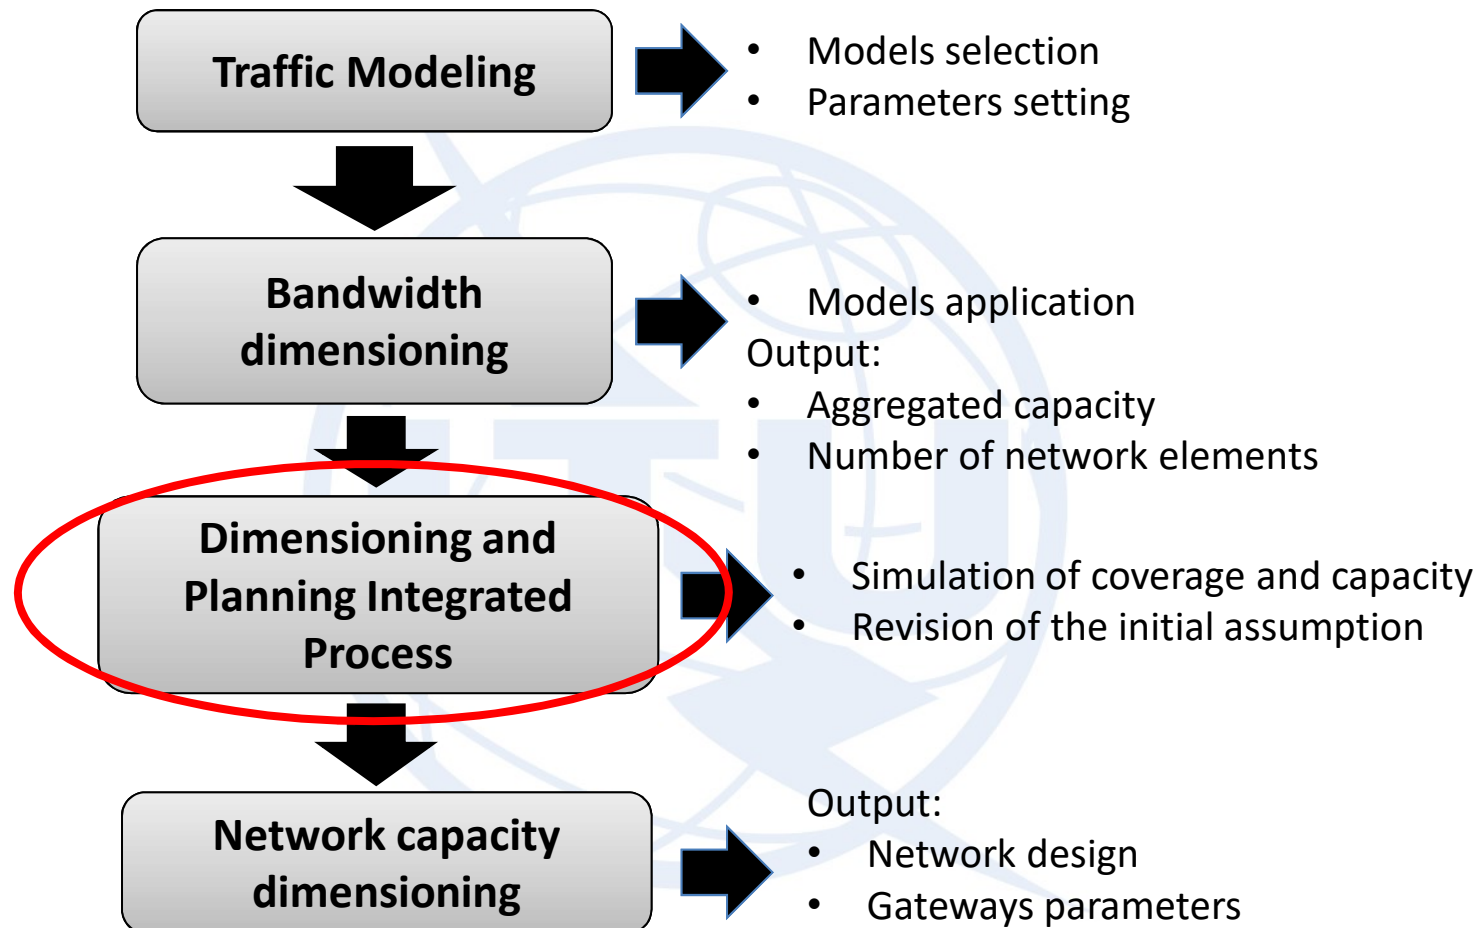 Traffic Modeling
• Models selection
• Parameters setting
Bandwidth
dimensioning
• Models application
Output:
• Aggregated capacity
• Number of network elements
Dimensioning and
Planning Integrated
Process
• Simulation of coverage and capacity
• Revision of the initial assumption
Network capacity
dimensioning
Output:
• Network design
• Gateways parameters
ITU